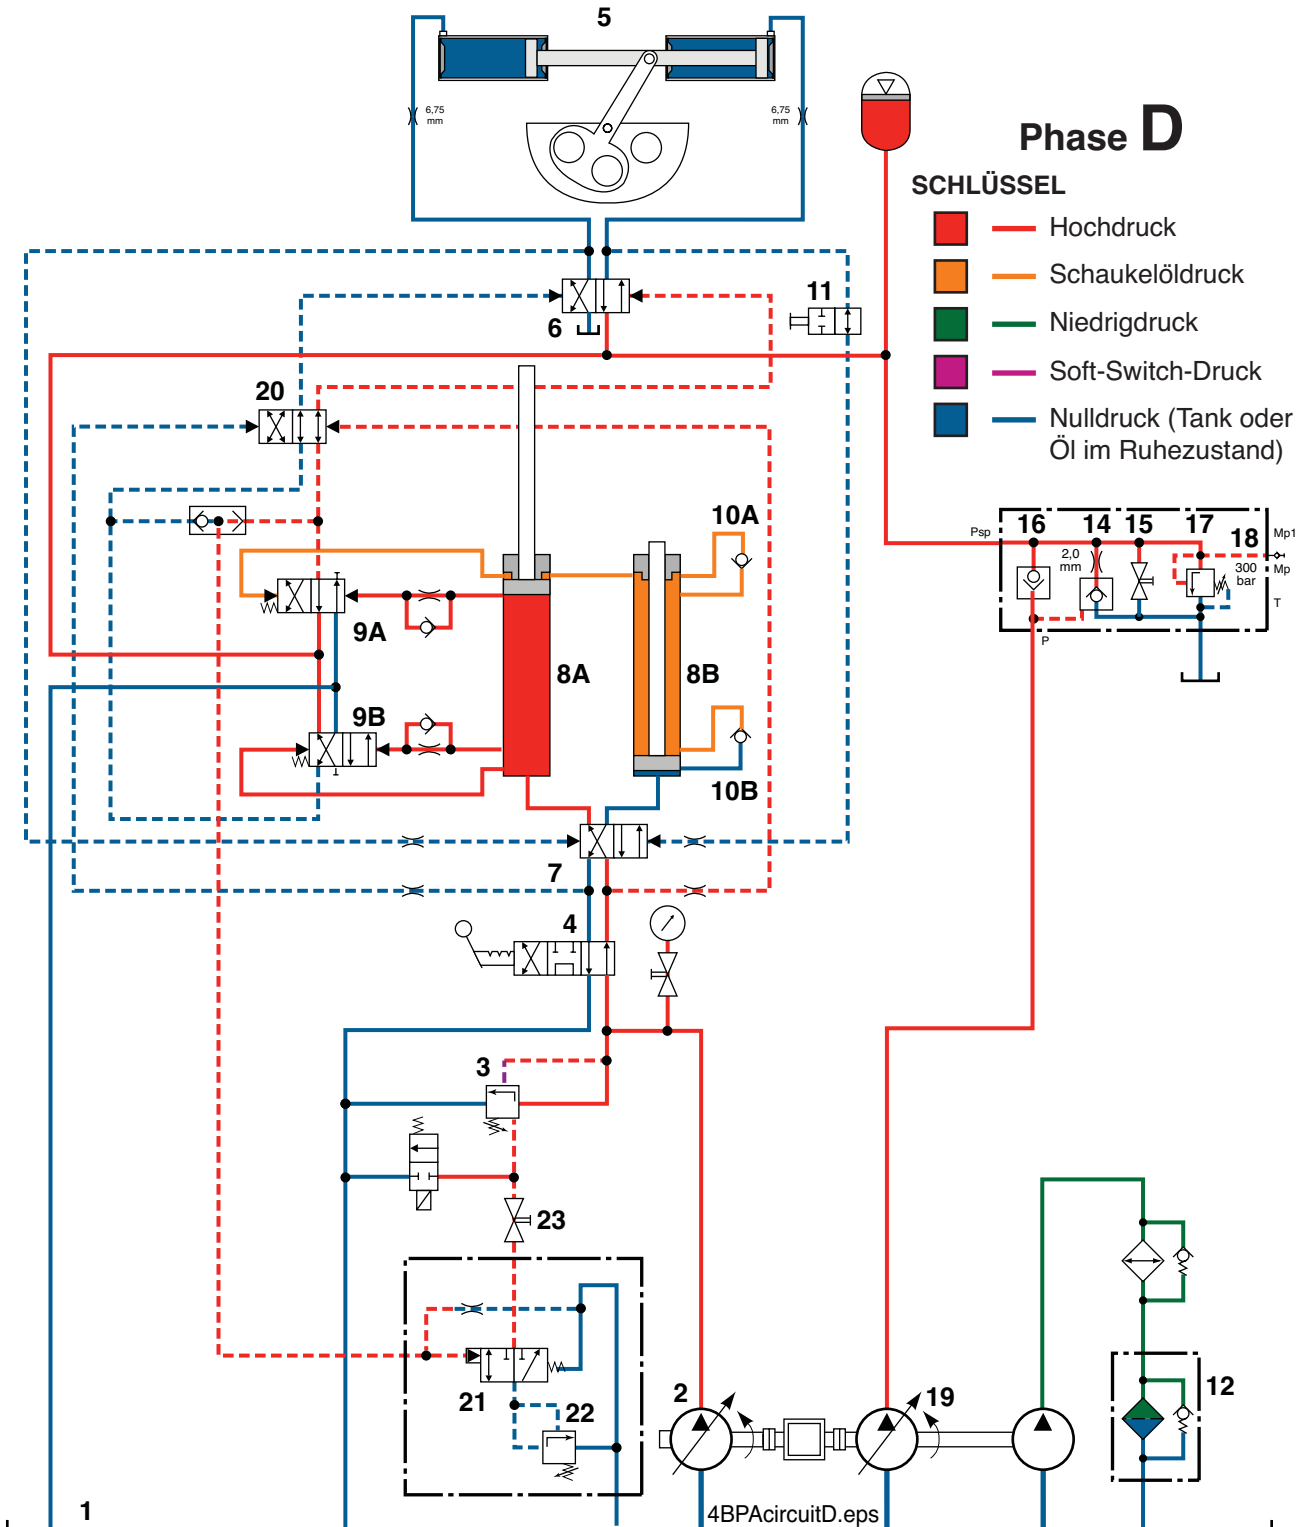 5
6,75
mm
6,75
mm
Phase D
SCHLÜSSEL
Hochdruck
Schaukelöldruck
Niedrigdruck
Soft-Switch-Druck
Nulldruck (Tank oder
Öl im Ruhezustand)
11
6
20
10A
9A
8A
8B
9B
10B
Psp
16
14
15
17
18
Mp1
2,0
mm
300
bar
Mp
T
P
7
4
3
23
21
22
2
19
12
1
4BPAcircuitD.eps